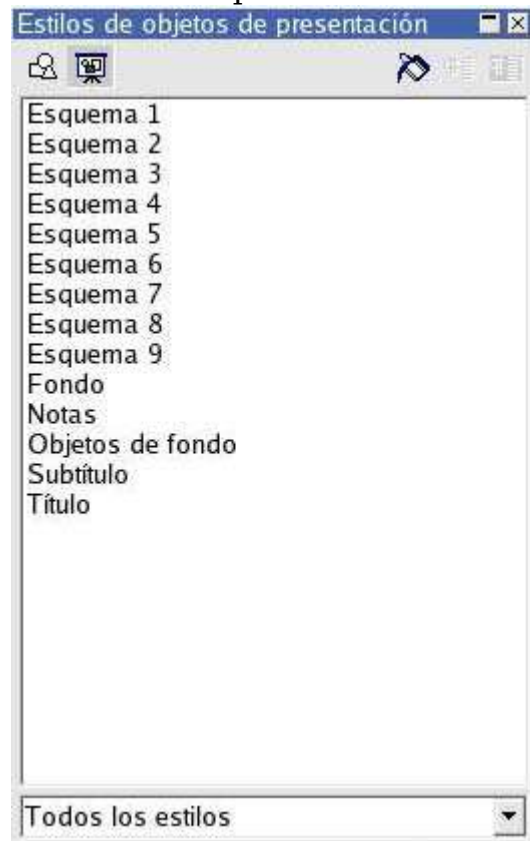 Estilos de objetos de presentación
Esquema 1
Esquema 2
Esquema 3
Esquema 4
Esquema 5
Esquema 6
Esquema 7
Esquema 8
Esquema 9
Fondo
Notas
Objetos de fondo
Subtítulo
Título
Todos los estilos